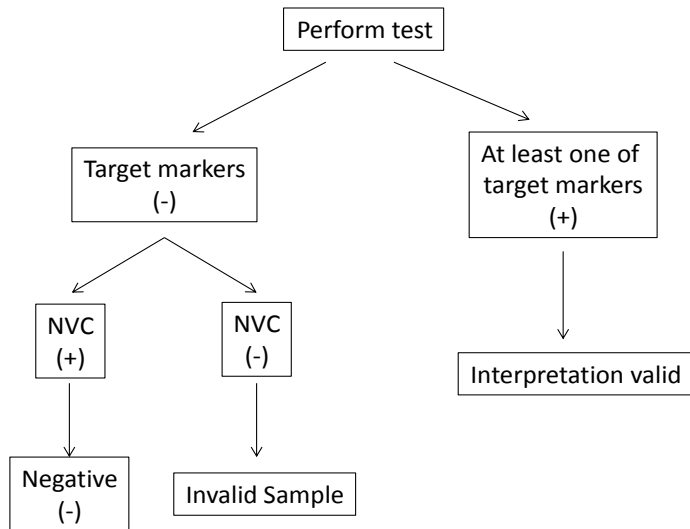 Perform test
Target markers
(-)
At least one of
target markers
(+)
NVC
(+)
NVC
(-)
Interpretation valid
Negative
(-)
Invalid Sample